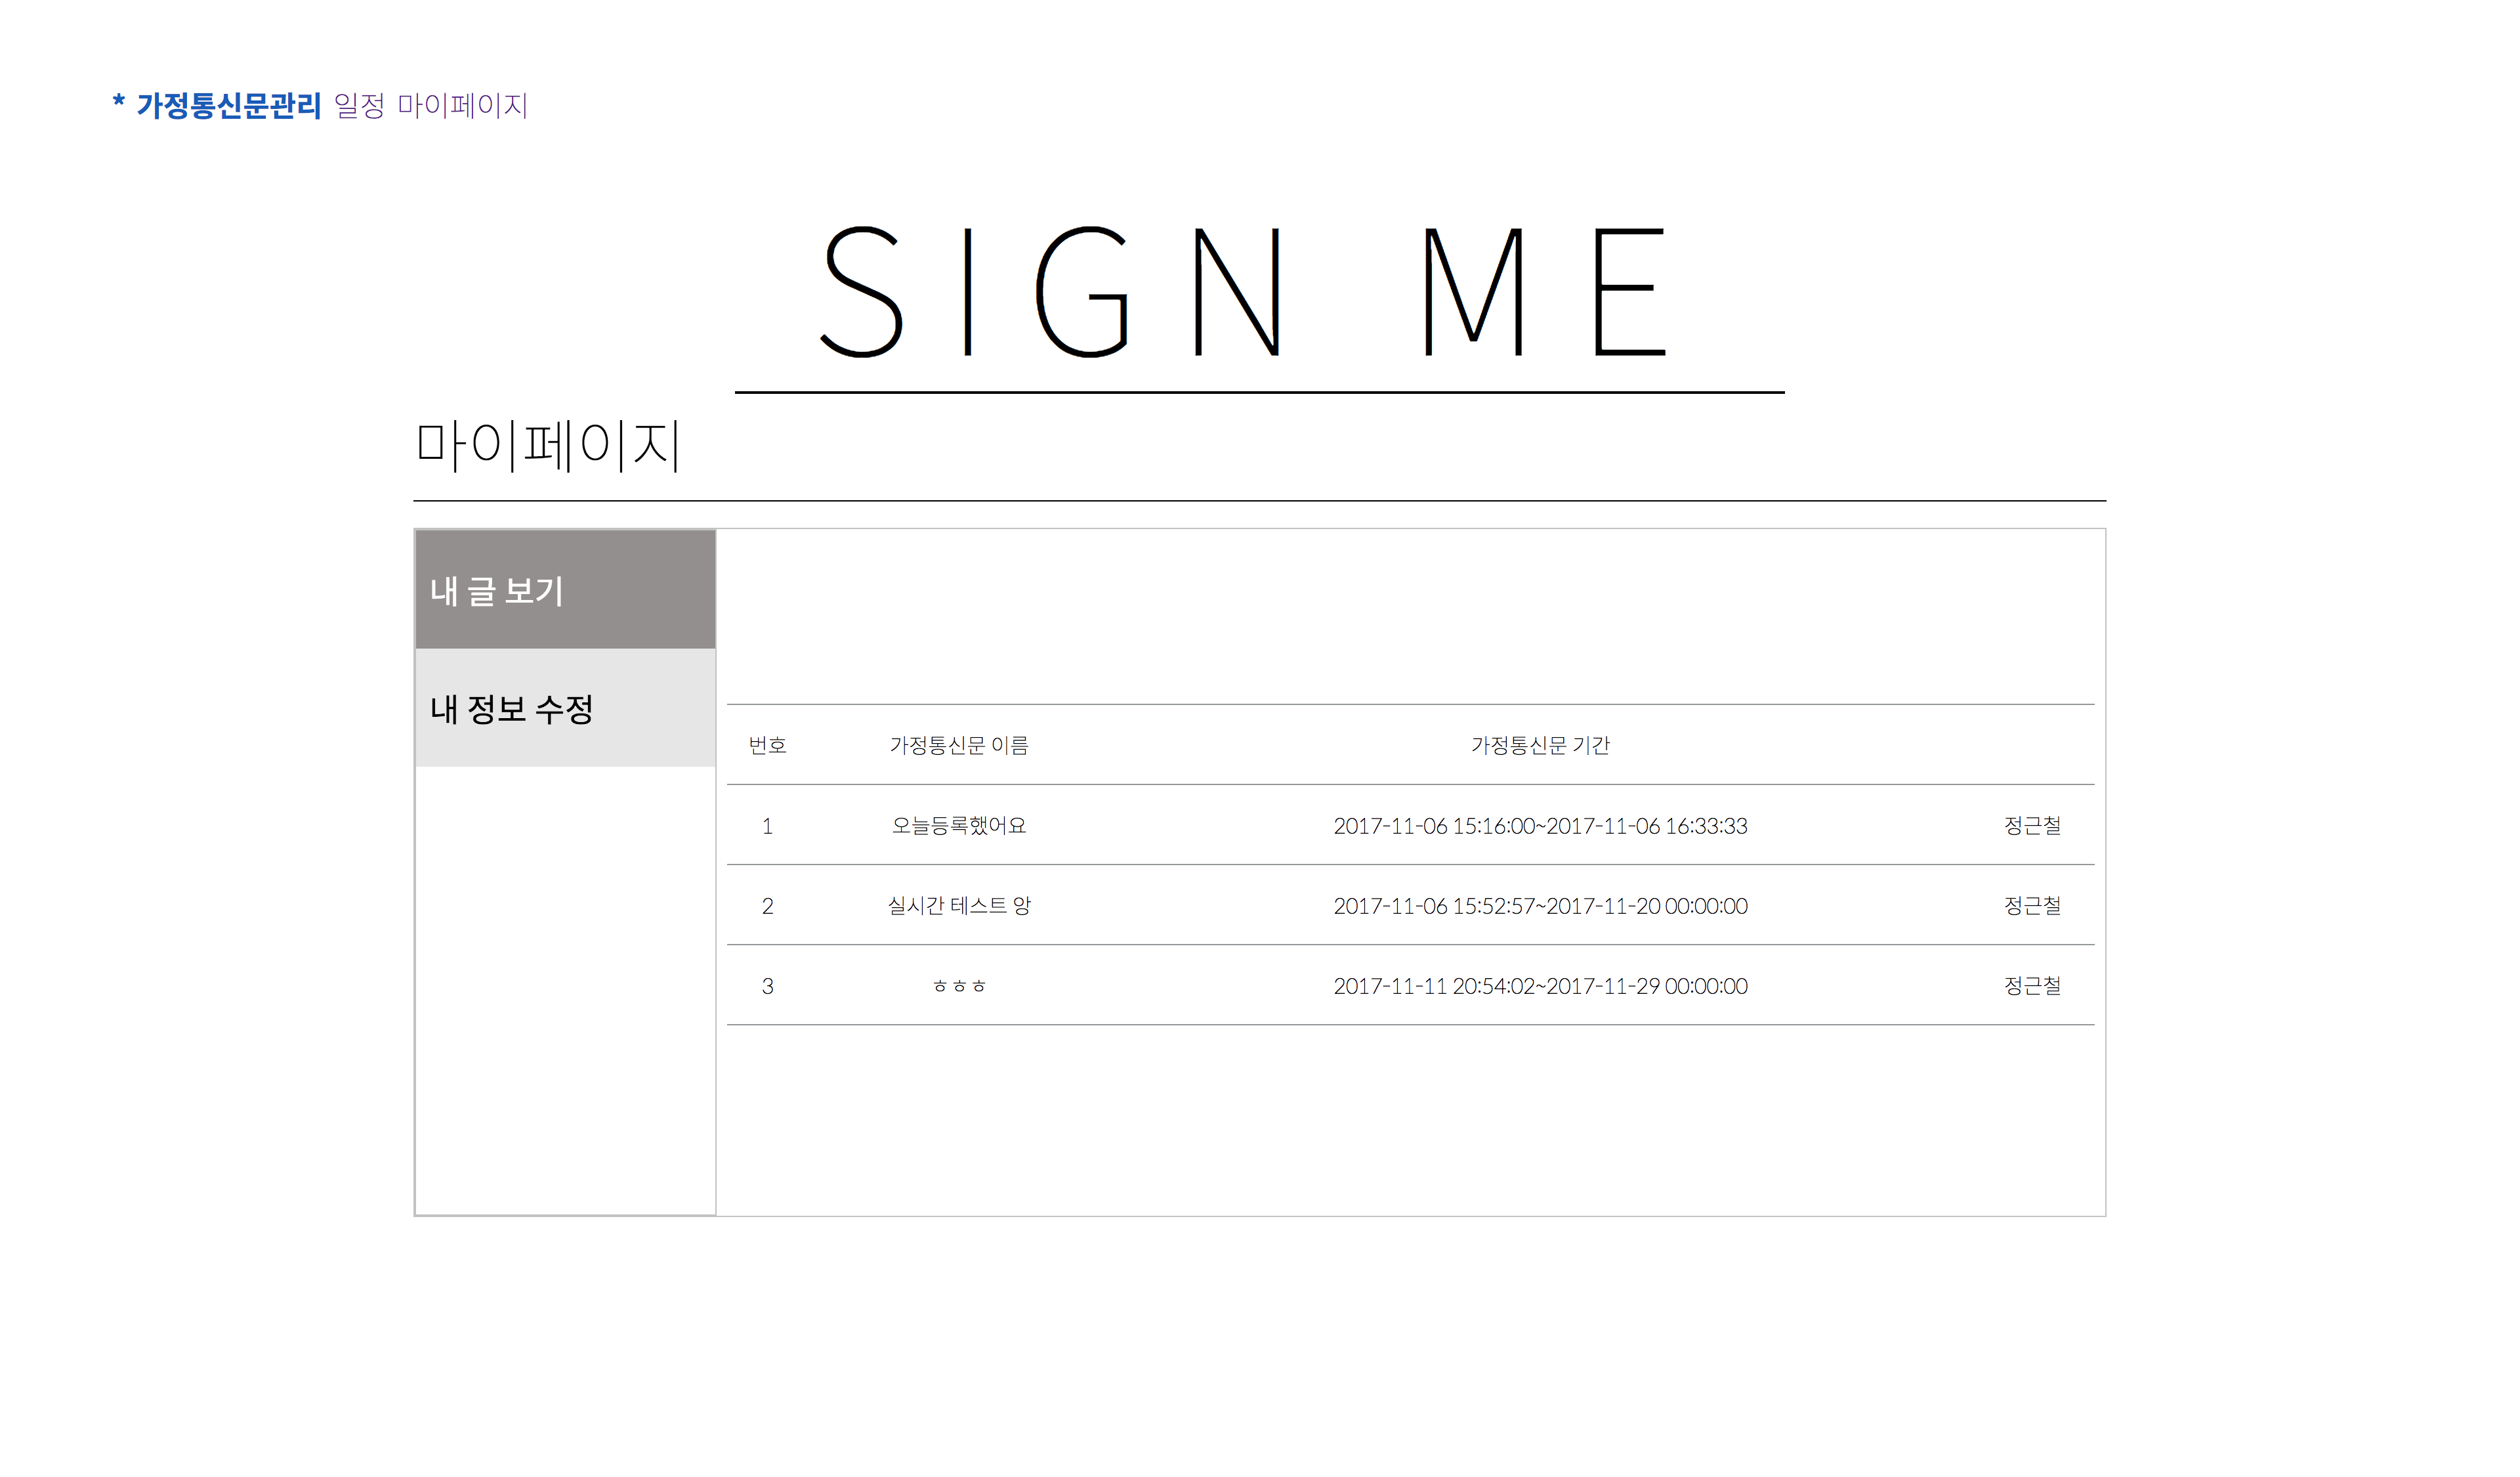 * 가정통신문관리 일정 마이페이지
SIGN ME
마이페이지
내 글 보기
내 정보 수정
번호 가정통신문 이름 가정통신문 기간
1 오늘등록했어요 2017-11-06 15:16:00~2017-11-06 16:33:33 정근철
2 실시간 테스트 앙 2017-11-06 15:52:57~2017-11-20 00:00:00 정근철
3 ㅎㅎㅎ 2017-11-11 20:54:02~2017-11-29 00:00:00 정근철